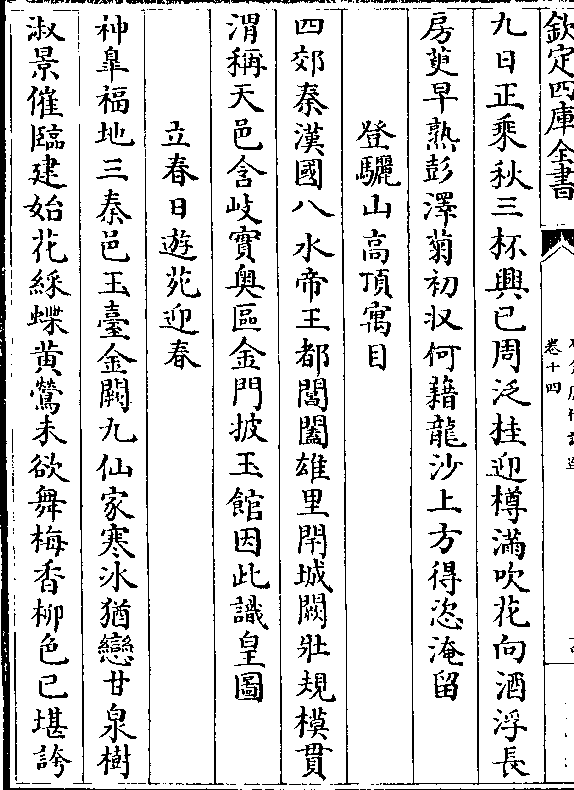 欽定四庫全書
卷十四
九日正乘秋三杯興已周泛桂迎樽滿吹花向酒浮長
房萸早熟彭澤菊初収何藉龍沙上方得恣淹留
登驪山高頂寓目
四郊秦漢國八水帝王都閶闔雄里閈城闕壯規模貫
渭稱天邑含岐實奧區金門披玉館因此識皇圖
立春日遊苑迎春
神臯福地三秦邑玉臺金闕九仙家寒冰猶戀甘泉樹
淑景催臨建始花綵蝶黄鶯未欲舞梅香柳色已堪誇